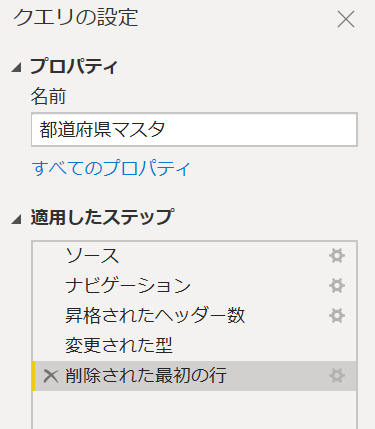 クエリの設定
プロパティ
名前
都道府県マスタ
すべてのプロパティ
適用したステップ
ソース
ナビゲーション
昇格されたヘッダー数
変更された型
削除された最初の行